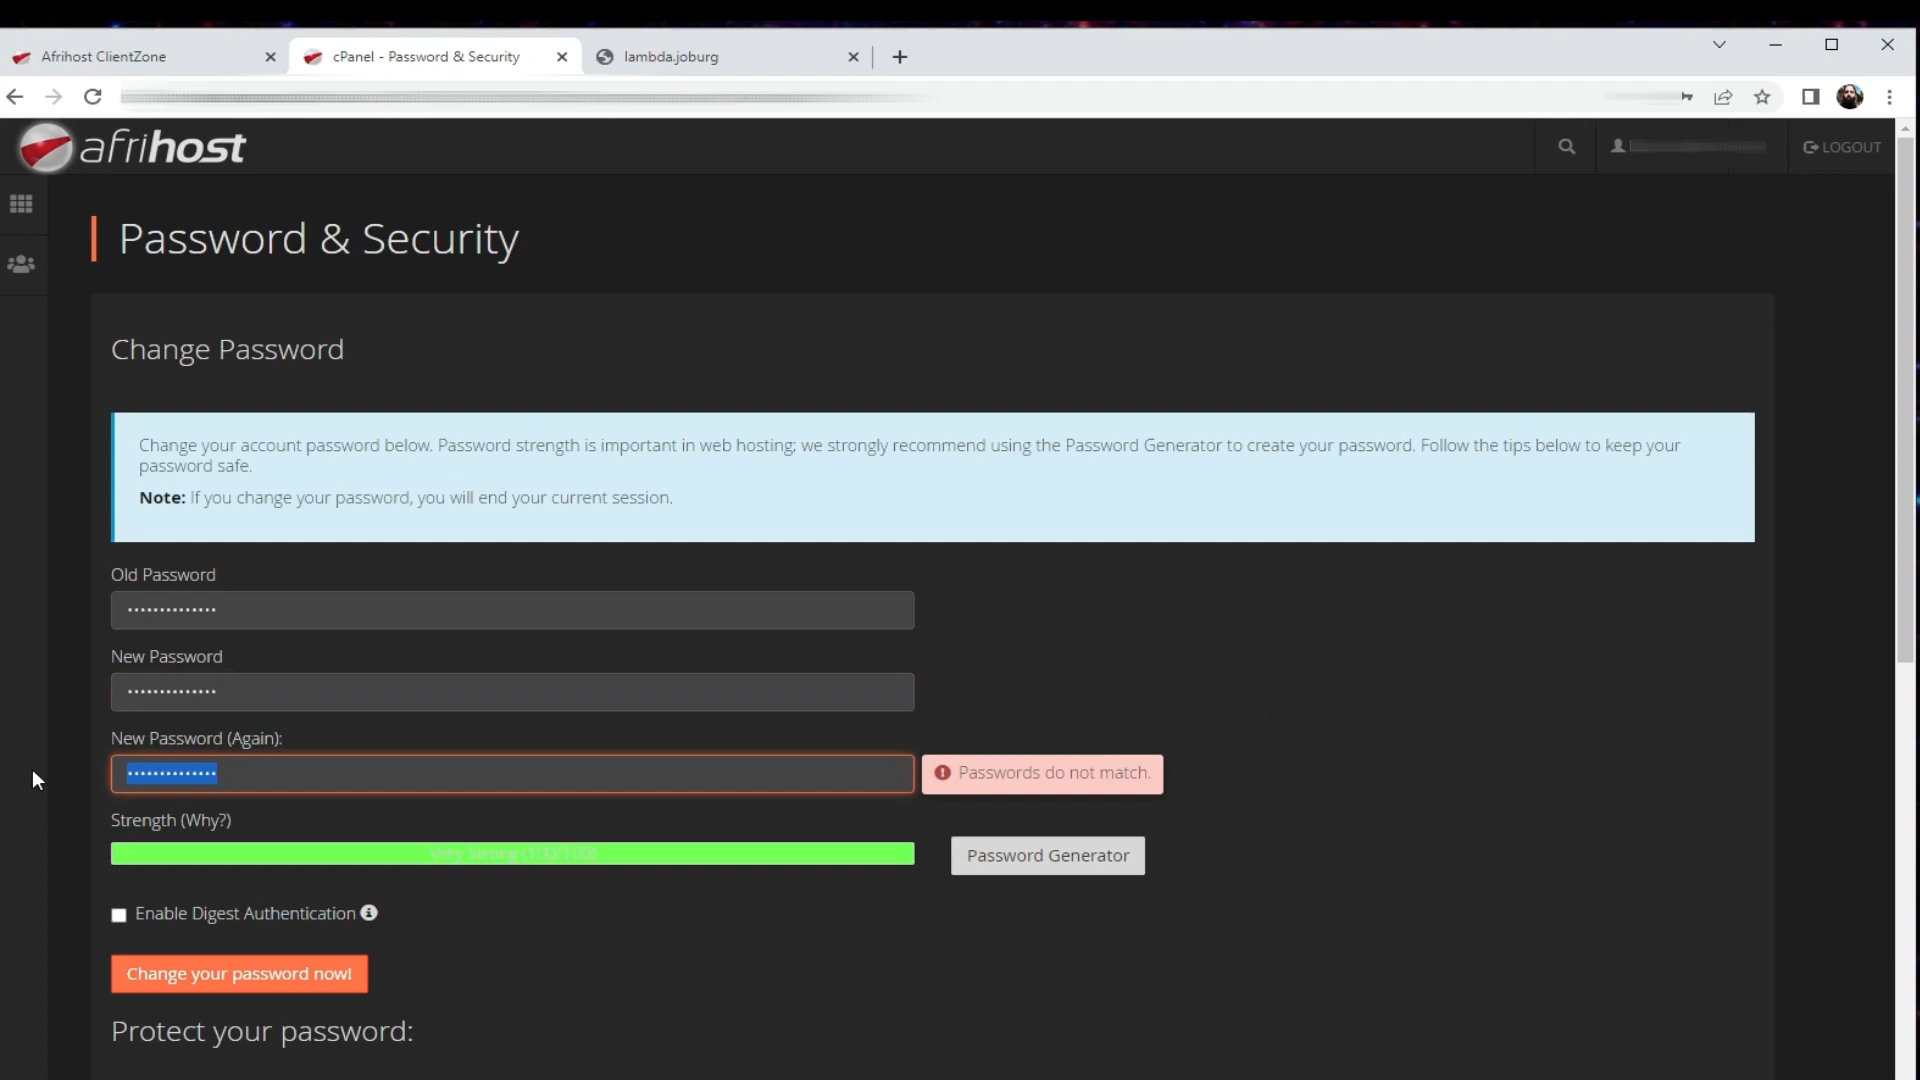 Afrihost ClientZone
cPanel - Password & Security
lambda.joburg
afrihost
LOGOUT
Password & Security
Change Password
Change your account password below. Password strength is important in web hosting; we strongly recommend using the Password Generator to create your password. Follow the tips below to keep your
password safe.
Note: If you change your password, you will end your current session.
Old Password
New Password
New Password (Again):
Passwords do not match.
Strength (Why?)
Very Strong (100/100)
Password Generator
Enable Digest Authentication
Change your password now!
Protect your password: